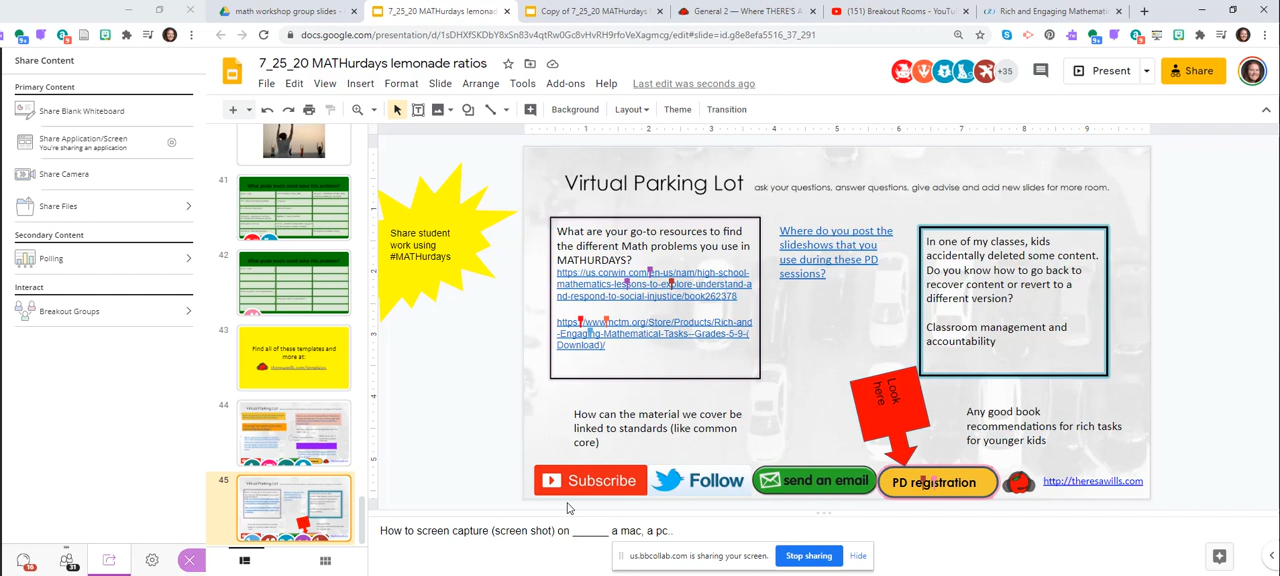 math workshop group slides -
7_25_20 MATHurdays lemonade
Copy of 7_25_20 MATHurdays
General 2 — Where THERE'S A
(151) Breakout Rooms - YouTub
Rich and Engaging Mathematic
docs.google.com/presentation/d/1sDHXfSKDbY8xSn83v4qtRw0Gc8vHvRH9rfoVeXagmcg/edit#slide=id.g8e8efa5516_37_291
Share Content
Primary Content
Share Blank Whiteboard
Share Application/Screen
You're sharing an application
Share Camera
Share Files
Secondary Content
Polling
Interact
Breakout Groups
7_25_20 MATHurdays lemonade ratios
File Edit View Insert Format Slide Arrange Tools Add-ons Help Last edit was seconds ago
+35
Present
Share
Background Layout Theme Transition
41
42
43
Find all of these templates and
more at:
theresawills.com/templates
44
Virtual Parking Lot
45
Virtual Parking Lot
Share student
work using
#MATHurdays
Virtual Parking Lot ask your questions, answer questions, give advise and add new slides for more room.
What are your go-to resources to find
the different Math problems you use in
MATHURDAYS?
https://us.corwin.com/en-us/nam/high-school-
mathematics-lessons-to-explore-understand-a
nd-respond-to-social-injustice/book262378
https://www.nctm.org/Store/Products/Rich-and
-Engaging-Mathematical-Tasks--Grades-5-9-(
Download)/
Where do you post the
slideshows that you
use during these PD
sessions?
In one of my classes, kids
accidentally deleted some content.
Do you know how to go back to
recover content or revert to a
different version?
Classroom management and
accountability
Look
here
How can the material we cover be
linked to standards (like common
core)
Any good book
recommendations for rich tasks
for younger kids
Subscribe
Follow
send an email
PD registration
http://theresawills.com
How to screen capture (screen shot) on ______ a mac, a pc..
us.bbcollab.com is sharing your screen.
Stop sharing
Hide